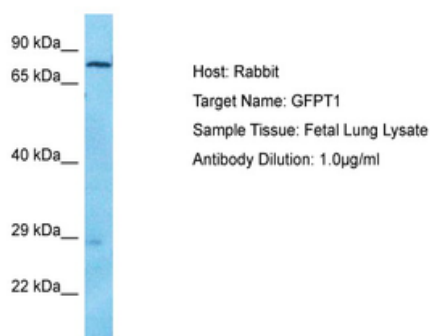 90 kDa__
65 kDa__
40 kDa__
29 kDa__
22 kDa__
Host: Rabbit
Target Name: GFPT1
Sample Tissue: Fetal Lung Lysate
Antibody Dilution: 1.0µg/ml